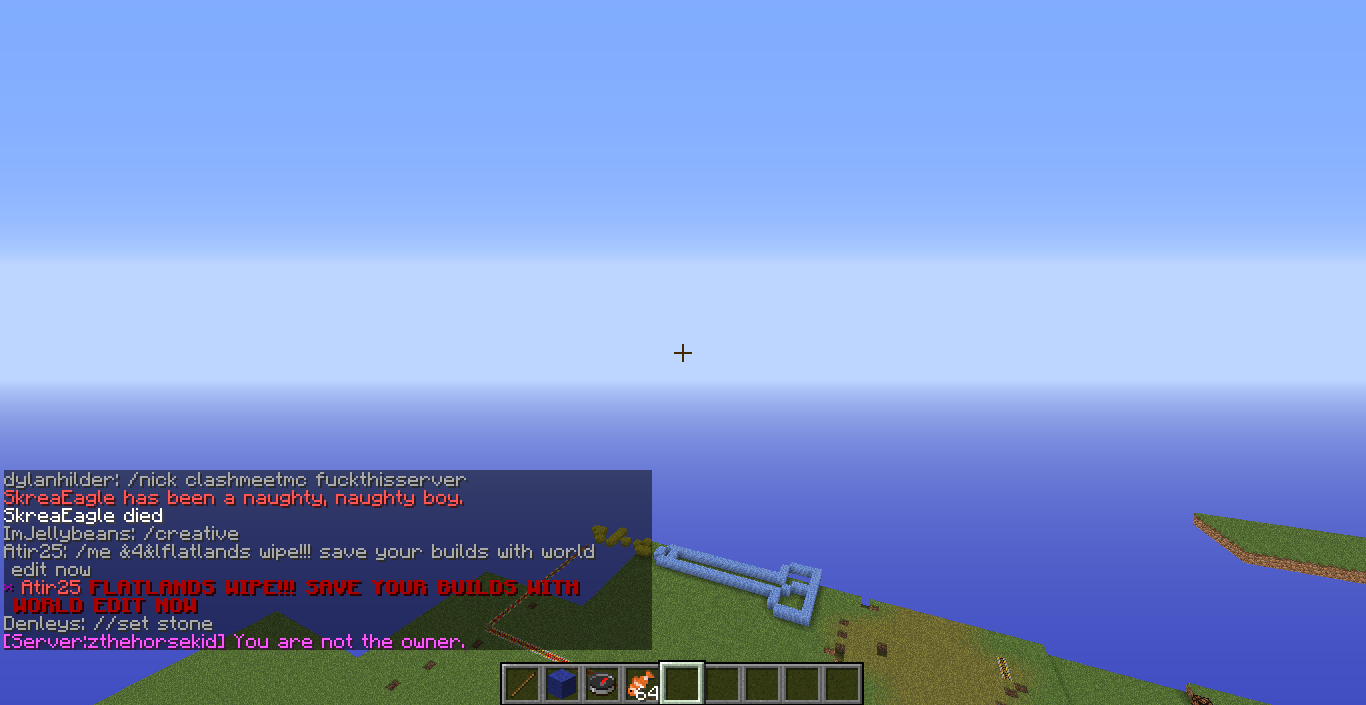 dylanhilder: /nick clashmeetmc fuckthisserver
SkreaEagle has been a naughty, naughty boy.
SkreaEagle died
ImJellybeans: /creative
Atir25: /me &4&lflatlands wipe!!! save your builds with world
edit now
* Atir25 FLATLANDS WIPE!!! SAVE YOUR BUILDS WITH
WORLD EDIT NOW
Denleys: //set stone
[Server:zthehorsekid] You are not the owner.
64